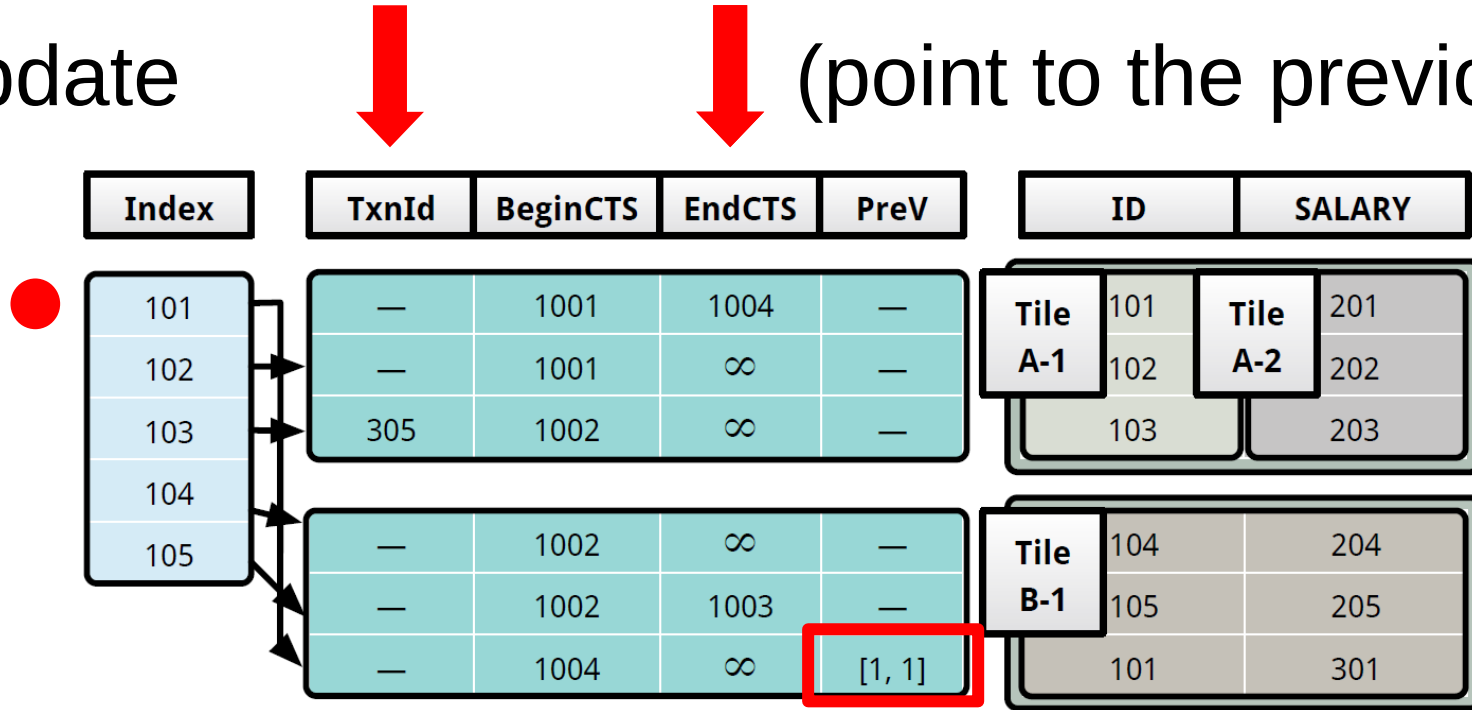 (point to the
Index TxnId BeginCTS EndCTS PreV ID SALARY
101 — 1001 1004 — Tile A-1 101 Tile A-2 201
102 — 1001 ∞ — 102 202
103 305 1002 ∞ — 103 203
104 — 1002 ∞ — Tile B-1 104 204
105 — 1002 1003 — 105 205
— 1004 ∞ [1, 1] 101 301